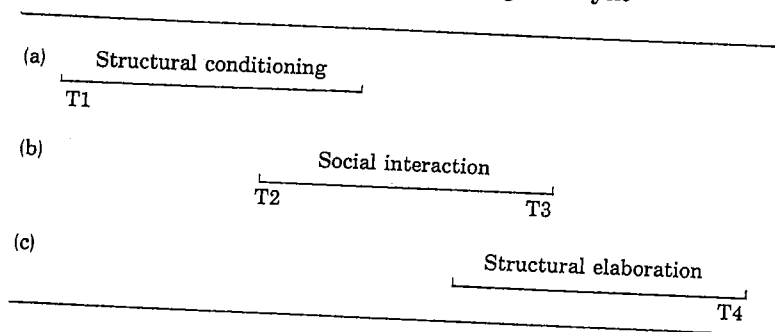 (a) Structural conditioning
T1
(b)
Social interaction
T2 T3
(c)
Structural elaboration
T4